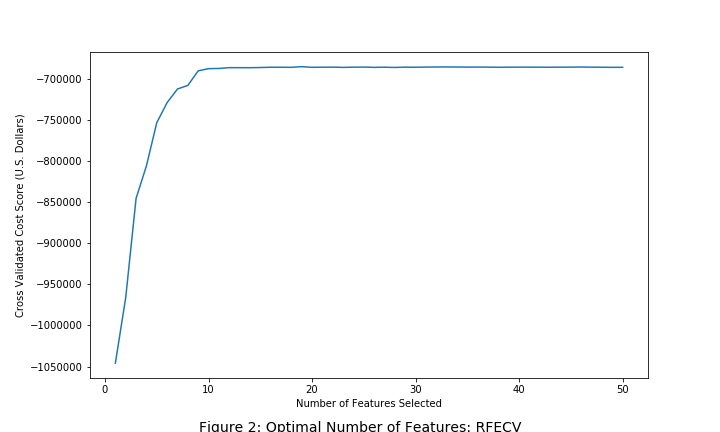 Cross Validated Cost Score (U.S. Dollars)
−700000
−750000
−800000
−850000
−900000
−950000
−1000000
−1050000
0 10 20 30 40 50
Number of Features Selected
Figure 2: Optimal Number of Features: RFECV